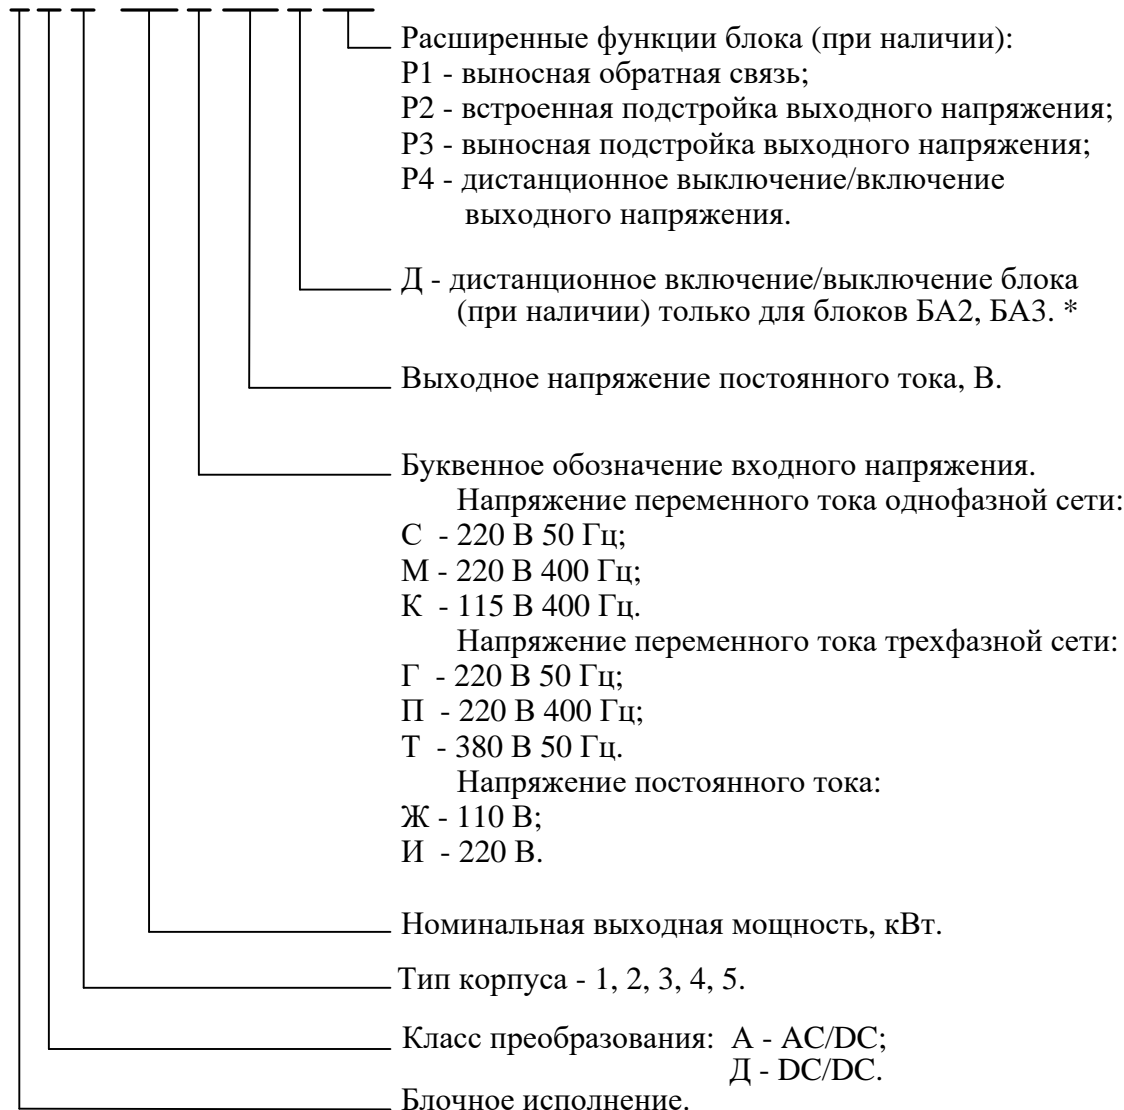 Расширенные функции блока (при наличии):
Р1 - выносная обратная связь;
Р2 - встроенная подстройка выходного напряжения;
Р3 - выносная подстройка выходного напряжения;
Р4 - дистанционное выключение/включение
выходного напряжения.
Д - дистанционное включение/выключение блока
(при наличии) только для блоков БА2, БА3. *
Выходное напряжение постоянного тока, В.
Буквенное обозначение входного напряжения.
Напряжение переменного тока однофазной сети:
С - 220 В 50 Гц;
М - 220 В 400 Гц;
К - 115 В 400 Гц.
Напряжение переменного тока трехфазной сети:
Г - 220 В 50 Гц;
П - 220 В 400 Гц;
Т - 380 В 50 Гц.
Напряжение постоянного тока:
Ж - 110 В;
И - 220 В.
Номинальная выходная мощность, кВт.
Тип корпуса - 1, 2, 3, 4, 5.
Класс преобразования: А - AC/DC;
Д - DC/DC.
Блочное исполнение.